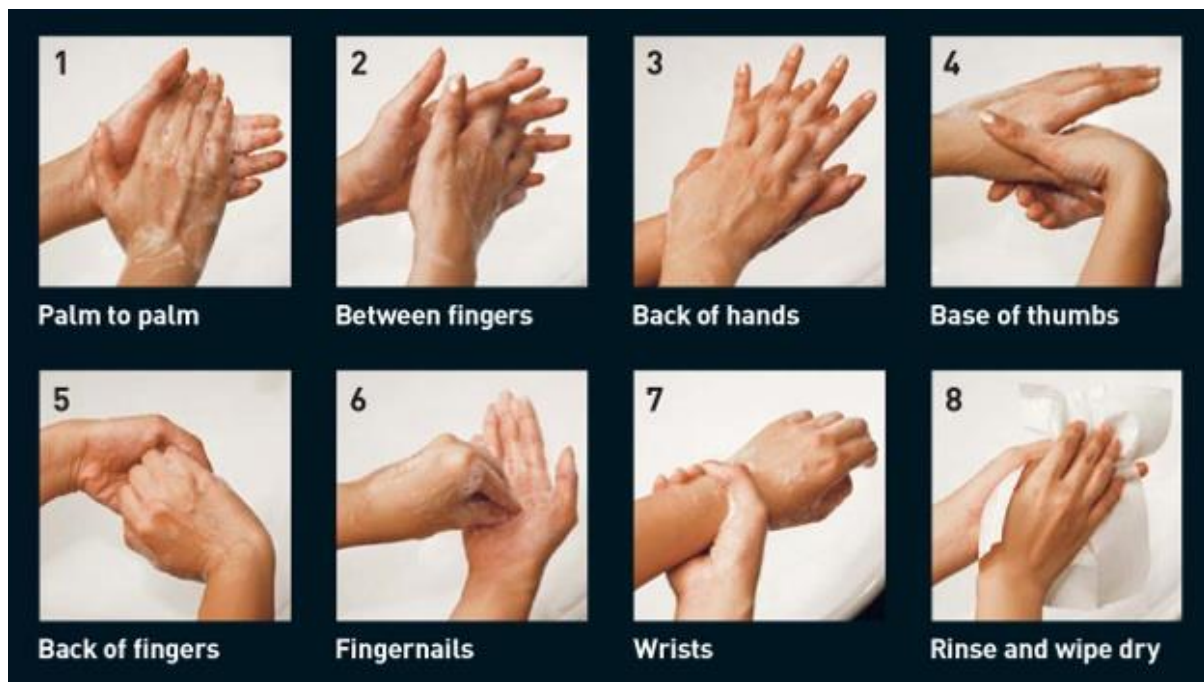 1
Palm to palm
2
Between fingers
3
Back of hands
4
Base of thumbs
5
Back of fingers
6
Fingernails
7
Wrists
8
Rinse and wipe dry